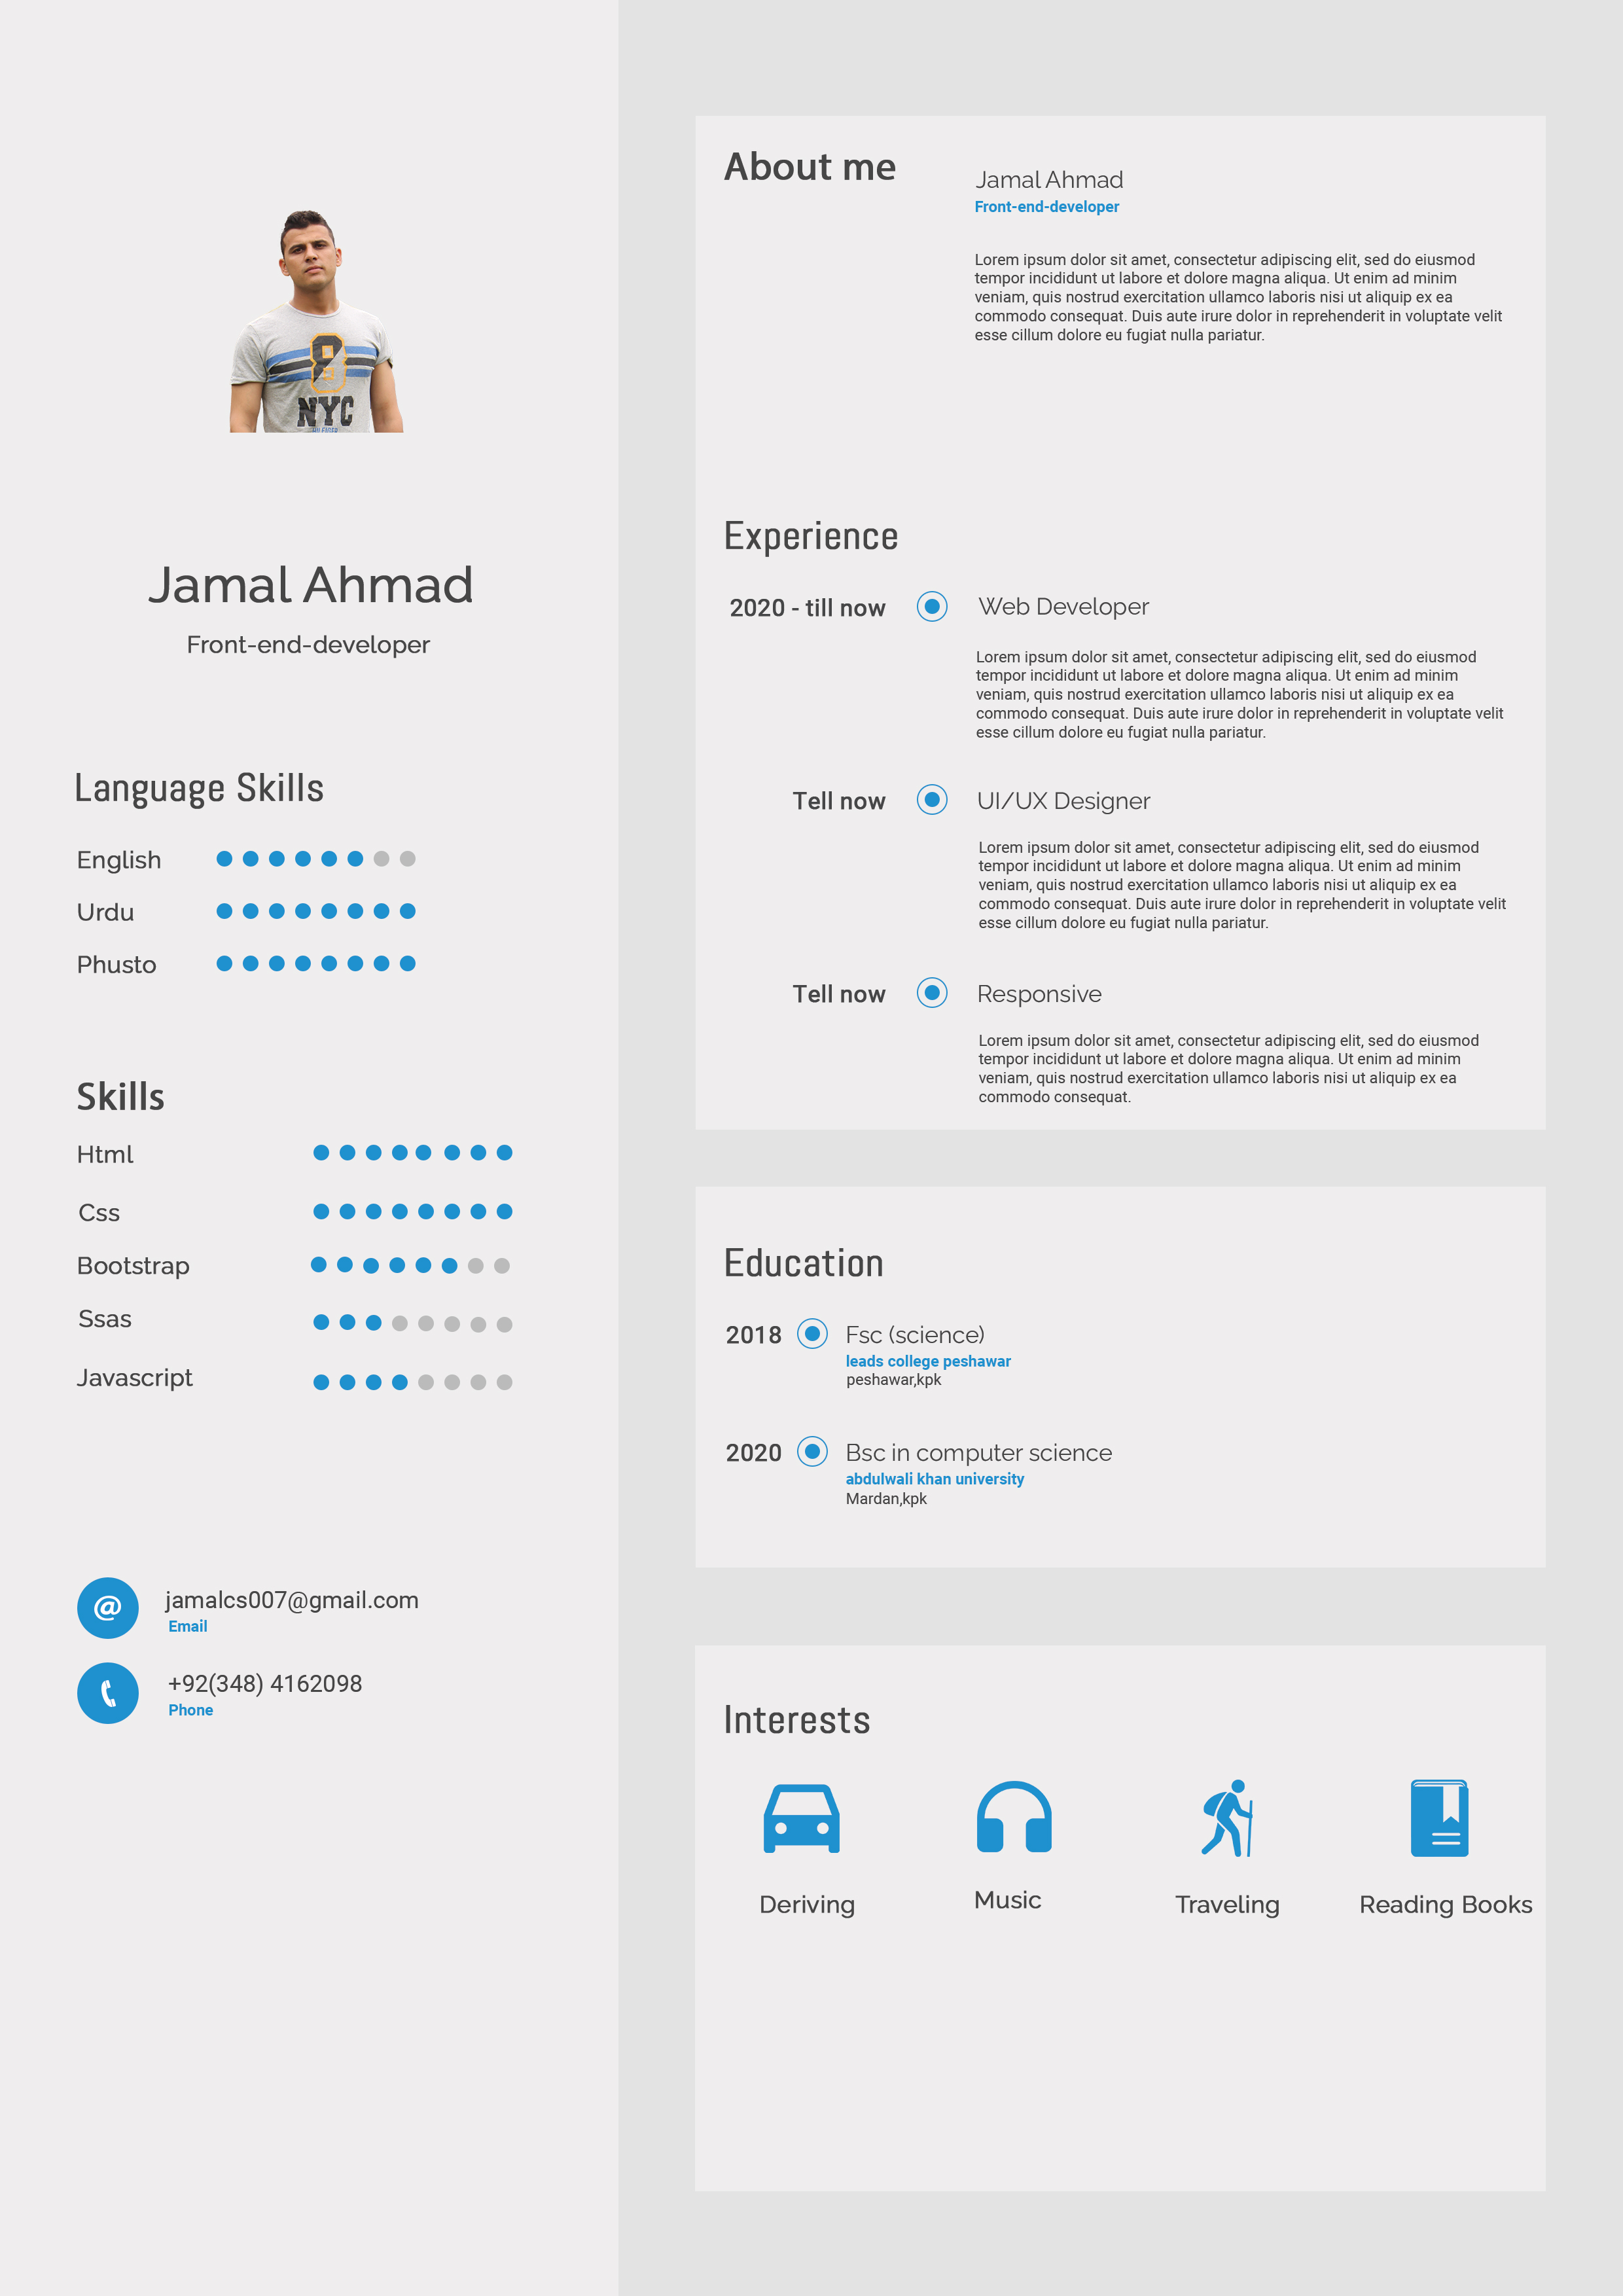 8
NYC
Jamal Ahmad
Front-end-developer
Language Skills
English
Urdu
Phusto
Skills
Html
Css
Bootstrap
Ssas
Javascript
@
jamalcs007@gmail.com
Email
+92(348) 4162098
Phone
About me
Jamal Ahmad
Front-end-developer
Lorem ipsum dolor sit amet, consectetur adipiscing elit, sed do eiusmod
tempor incididunt ut labore et dolore magna aliqua. Ut enim ad minim
veniam, quis nostrud exercitation ullamco laboris nisi ut aliquip ex ea
commodo consequat. Duis aute irure dolor in reprehenderit in voluptate velit
esse cillum dolore eu fugiat nulla pariatur.
Experience
2020 - till now
Web Developer
Lorem ipsum dolor sit amet, consectetur adipiscing elit, sed do eiusmod
tempor incididunt ut labore et dolore magna aliqua. Ut enim ad minim
veniam, quis nostrud exercitation ullamco laboris nisi ut aliquip ex ea
commodo consequat. Duis aute irure dolor in reprehenderit in voluptate velit
esse cillum dolore eu fugiat nulla pariatur.
Tell now
UI/UX Designer
Lorem ipsum dolor sit amet, consectetur adipiscing elit, sed do eiusmod
tempor incididunt ut labore et dolore magna aliqua. Ut enim ad minim
veniam, quis nostrud exercitation ullamco laboris nisi ut aliquip ex ea
commodo consequat. Duis aute irure dolor in reprehenderit in voluptate velit
esse cillum dolore eu fugiat nulla pariatur.
Tell now
Responsive
Lorem ipsum dolor sit amet, consectetur adipiscing elit, sed do eiusmod
tempor incididunt ut labore et dolore magna aliqua. Ut enim ad minim
veniam, quis nostrud exercitation ullamco laboris nisi ut aliquip ex ea
commodo consequat.
Education
2018
Fsc (science)
leads college peshawar
peshawar,kpk
2020
Bsc in computer science
abdulwali khan university
Mardan,kpk
Interests
Deriving
Music
Traveling
Reading Books